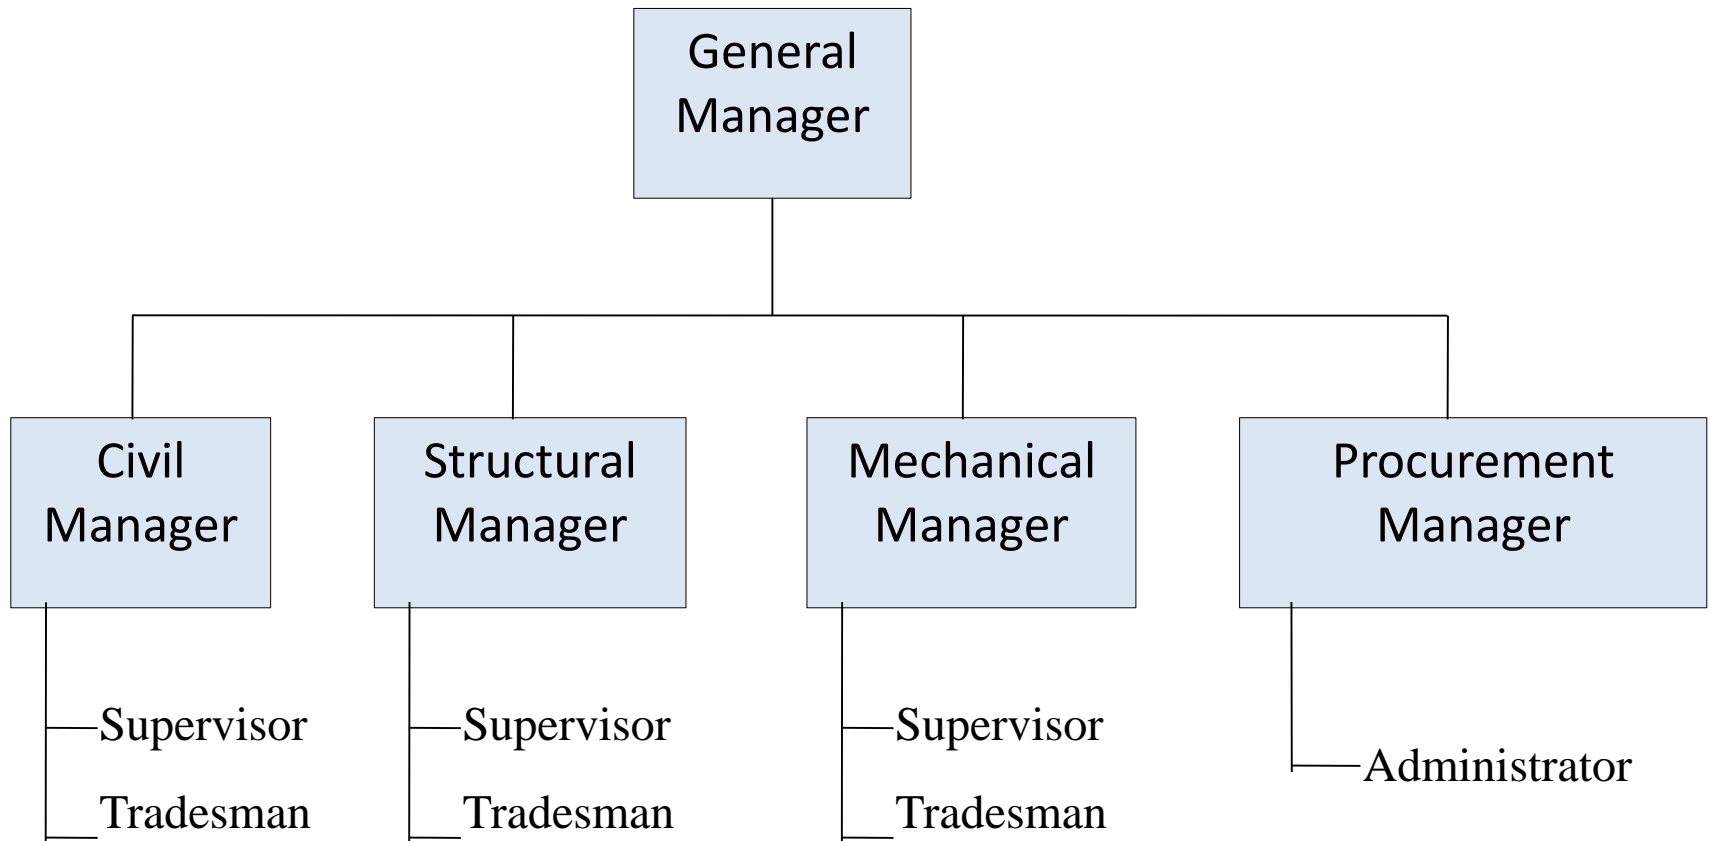 General
Manager
Civil
Manager
Structural
Manager
Mechanical
Manager
Procurement
Manager
Supervisor
Tradesman
Supervisor
Tradesman
Supervisor
Tradesman
Administrator